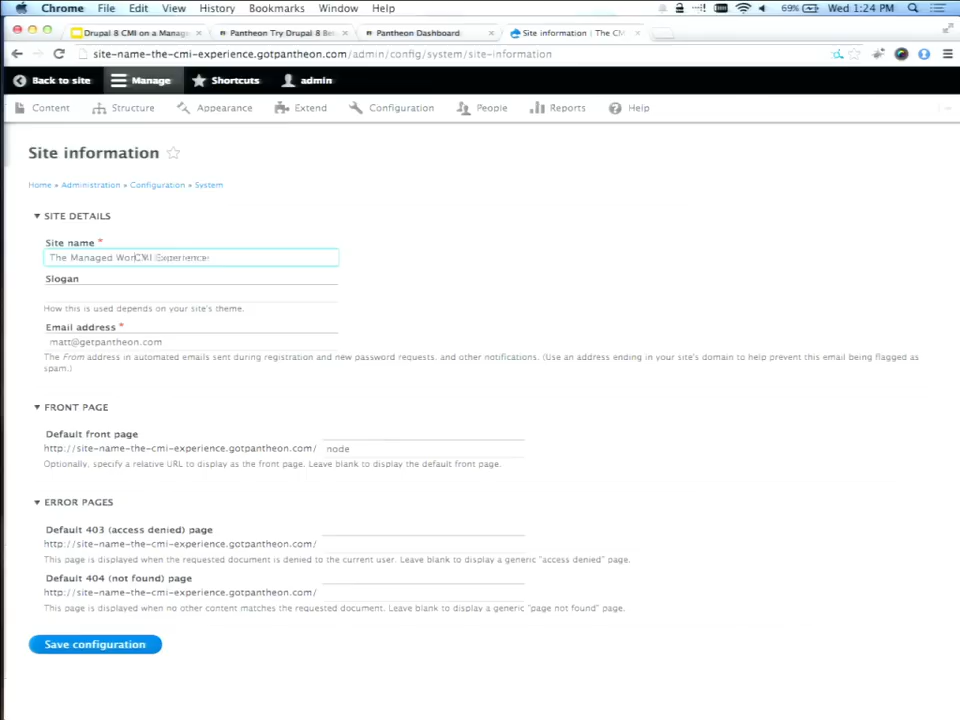 Chrome File Edit View History Bookmarks Window Help 69% Wed 1:24 PM
Drupal 8 CMI on a Manage Pantheon Try Drupal 8 Be Pantheon Dashboard Site information | The CM
site-name-the-cmi-experience.gotpantheon.com/admin/config/system/site-information
Back to site Manage Shortcuts admin
Content Structure Appearance Extend Configuration People Reports Help
Site information
Home » Administration » Configuration » System
SITE DETAILS
Site name *
The Managed Experience
Slogan
How this is used depends on your site's theme.
Email address *
matt@getpantheon.com
The From address in automated emails sent during registration and new password requests, and other notifications. (Use an address ending in your site's domain to help prevent this email being flagged as
spam.)
FRONT PAGE
Default front page
http://site-name-the-cmi-experience.gotpantheon.com/ node
Optionally, specify a relative URL to display as the front page. Leave blank to display the default front page.
ERROR PAGES
Default 403 (access denied) page
http://site-name-the-cmi-experience.gotpantheon.com/
This page is displayed when the requested document is denied to the current user. Leave blank to display a generic "access denied" page.
Default 404 (not found) page
http://site-name-the-cmi-experience.gotpantheon.com/
This page is displayed when no other content matches the requested document. Leave blank to display a generic "page not found" page.
Save configuration